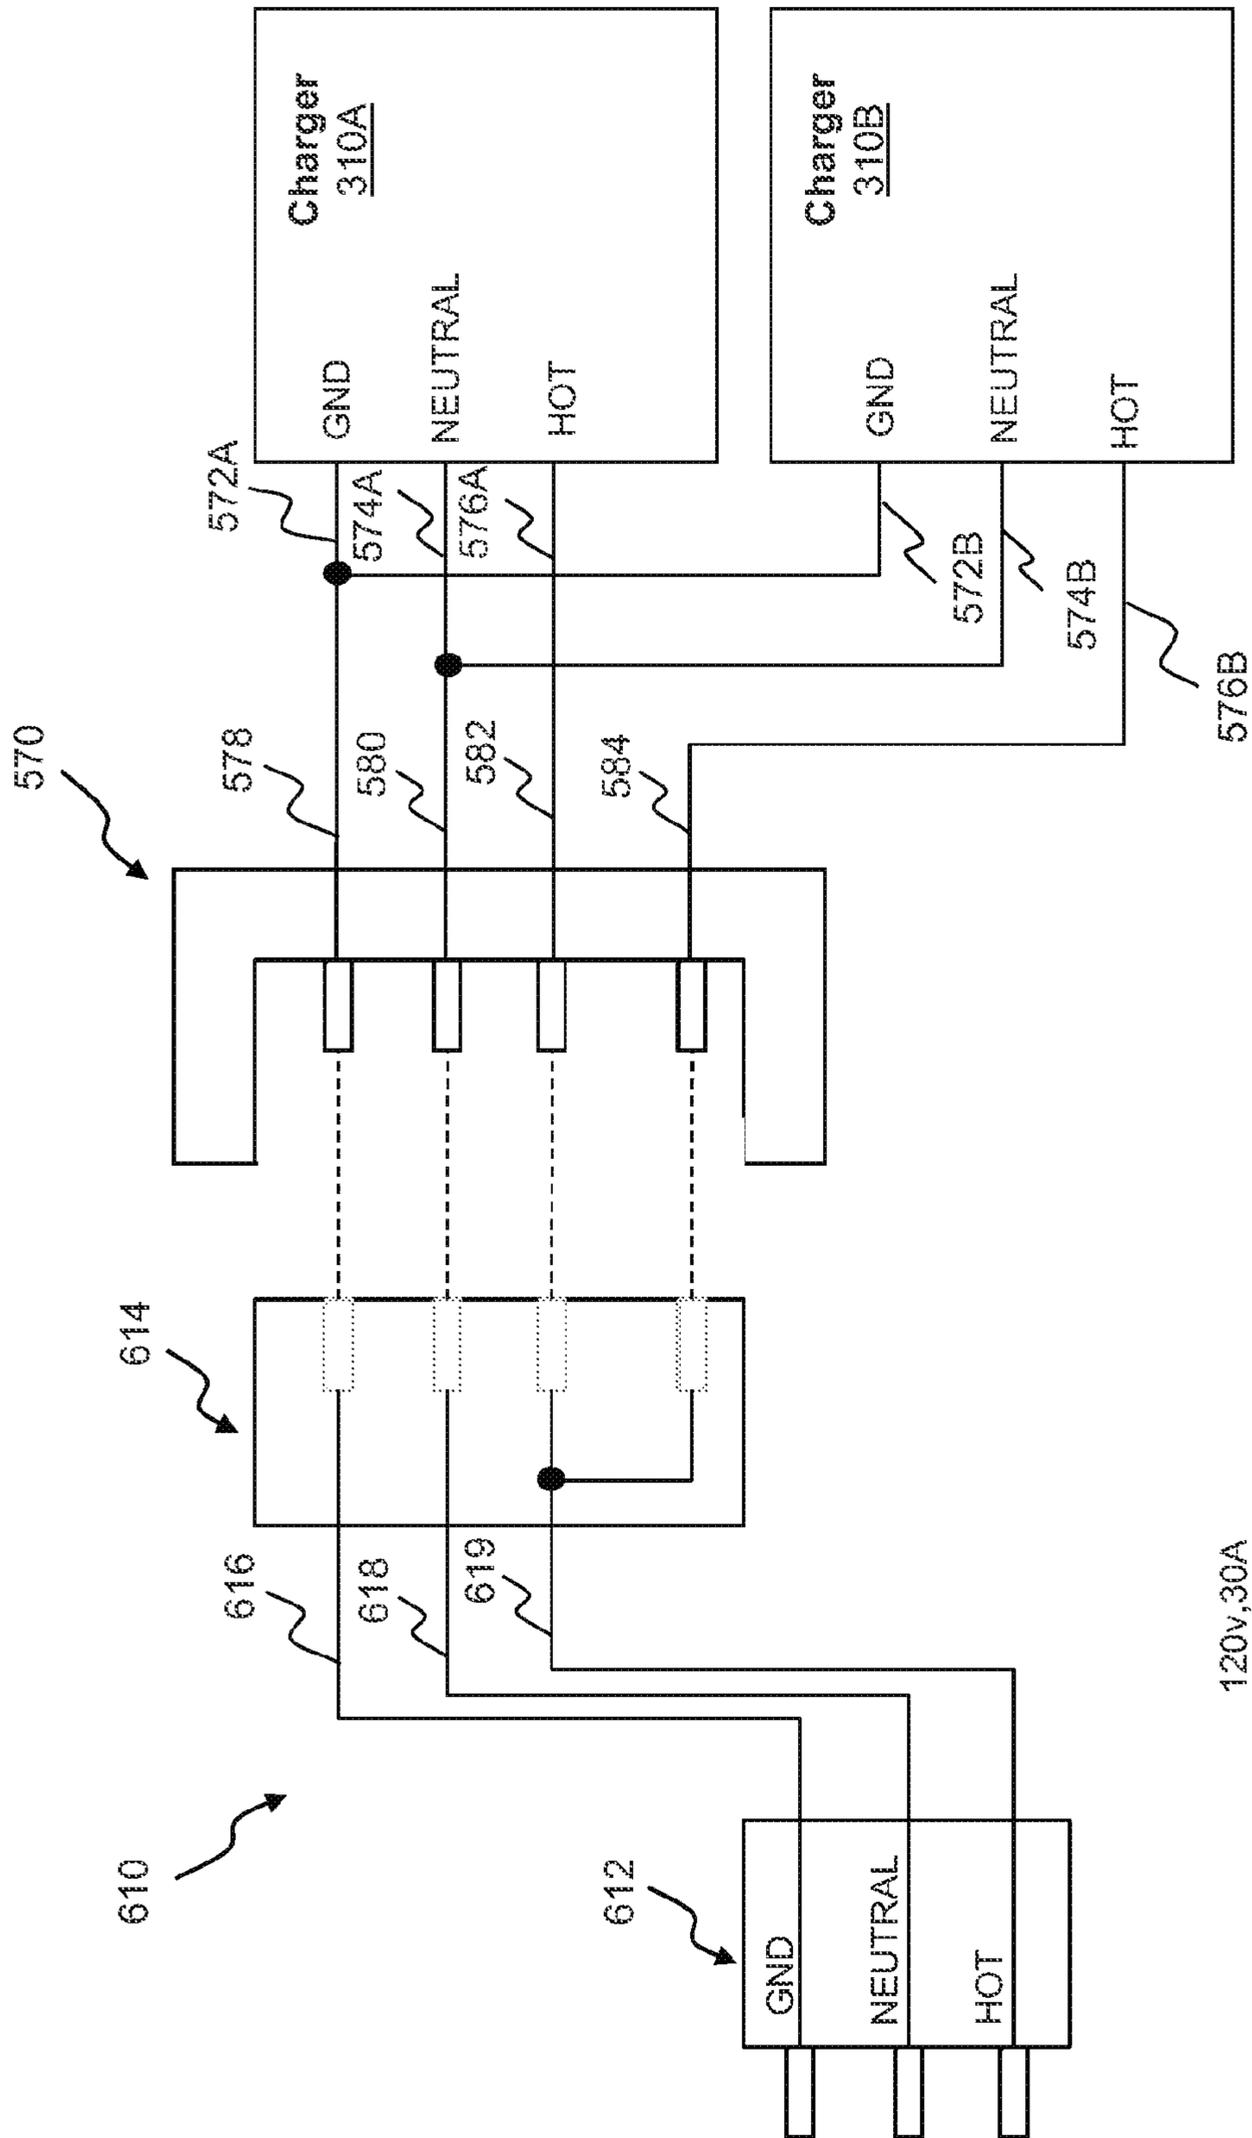 570
572A
574A
576A
578
580
582
584
Charger
310A
GND
NEUTRAL
HOT
Charger
310B
GND
NEUTRAL
HOT
572B
574B
576B
614
616
618
619
610
612
GND
NEUTRAL
HOT
120v,30A